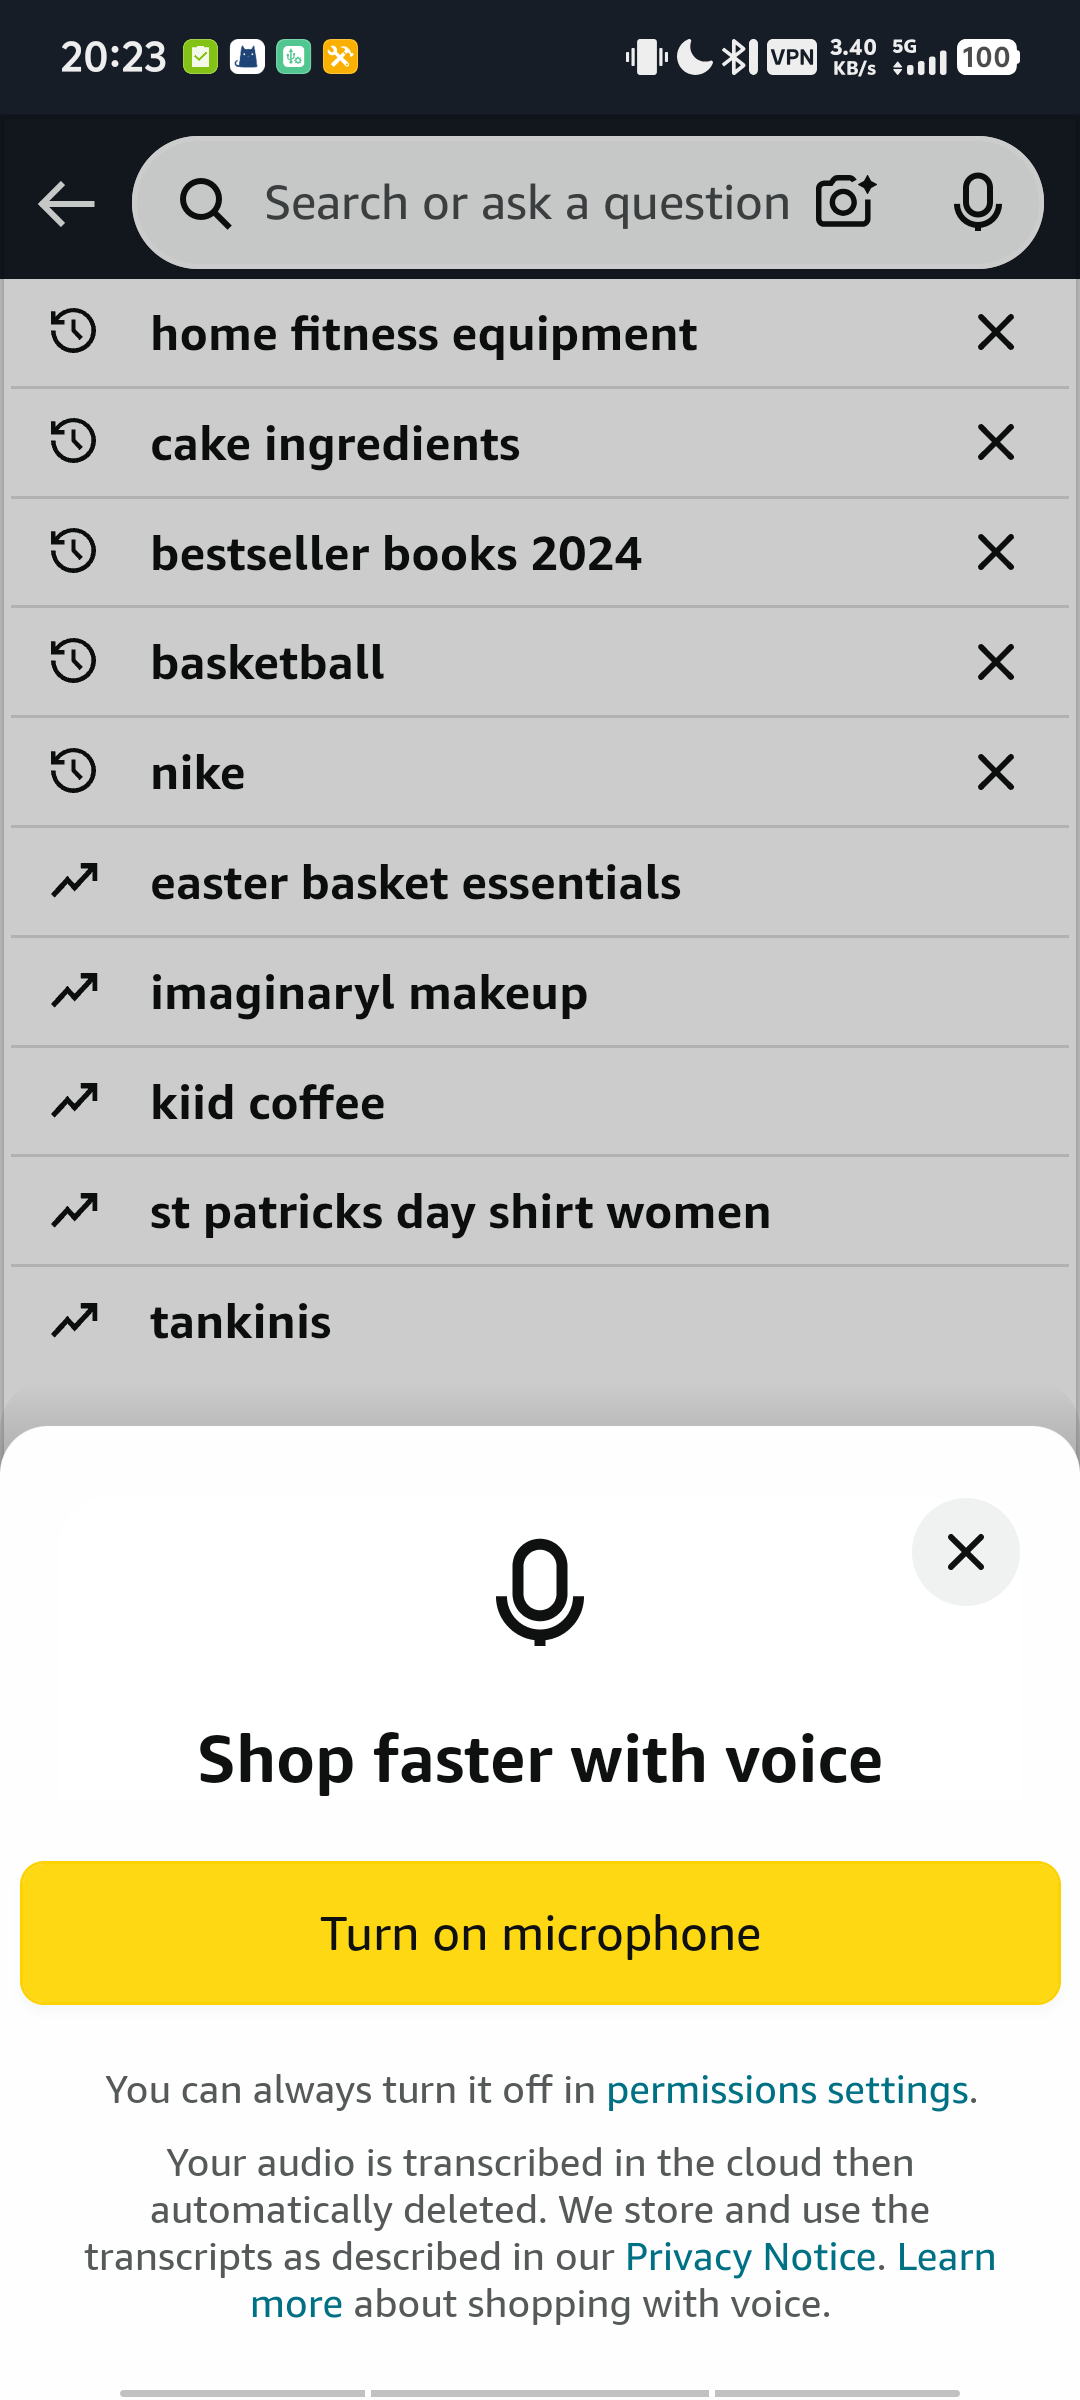 20:23
VPN
3.40
KB/s
5G
100
Search or ask a question
home fitness equipment
cake ingredients
bestseller books 2024
basketball
nike
easter basket essentials
imaginaryl makeup
kiid coffee
st patricks day shirt women
tankinis
Shop faster with voice
Turn on microphone
You can always turn it off in permissions settings.
Your audio is transcribed in the cloud then
automatically deleted. We store and use the
transcripts as described in our Privacy Notice. Learn
more about shopping with voice.